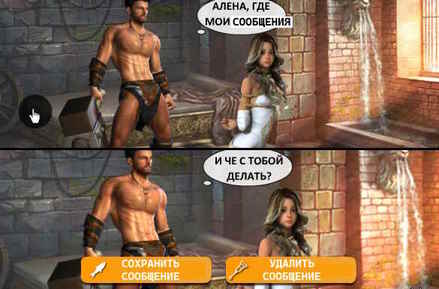 АЛЕНА, ГДЕ
МОИ СООБЩЕНИЯ
И ЧЕ С ТОБОЙ
ДЕЛАТЬ?
СОХРАНИТЬ
СООБЩЕНИЕ
УДАЛИТЬ
СООБЩЕНИЕ